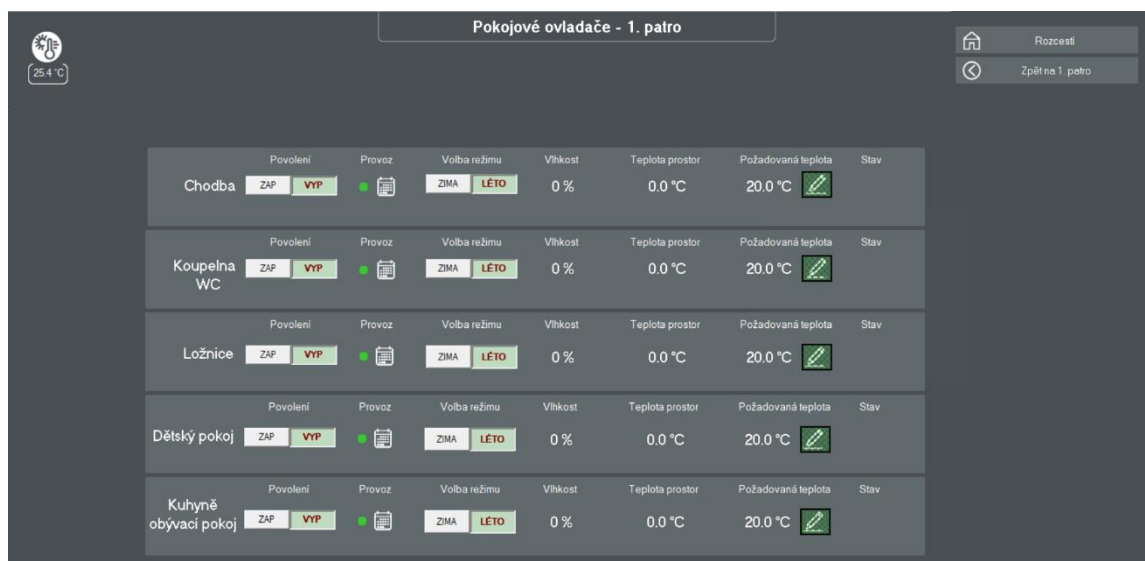 Pokojové ovladače - 1. patro
25.4 °C
Rozcestí
Zpět na 1. patro
Povolení Provoz Volba režimu Vlhkost Teplota prostor Požadovaná teplota Stav
Chodba ZAP VYP ZIMA LÉTO 0 % 0.0 °C 20.0 °C
Povolení Provoz Volba režimu Vlhkost Teplota prostor Požadovaná teplota Stav
Koupelna ZAP VYP ZIMA LÉTO 0 % 0.0 °C 20.0 °C
WC
Povolení Provoz Volba režimu Vlhkost Teplota prostor Požadovaná teplota Stav
Ložnice ZAP VYP ZIMA LÉTO 0 % 0.0 °C 20.0 °C
Povolení Provoz Volba režimu Vlhkost Teplota prostor Požadovaná teplota Stav
Dětský pokoj ZAP VYP ZIMA LÉTO 0 % 0.0 °C 20.0 °C
Povolení Provoz Volba režimu Vlhkost Teplota prostor Požadovaná teplota Stav
Kuhyně
obývací pokoj ZAP VYP ZIMA LÉTO 0 % 0.0 °C 20.0 °C